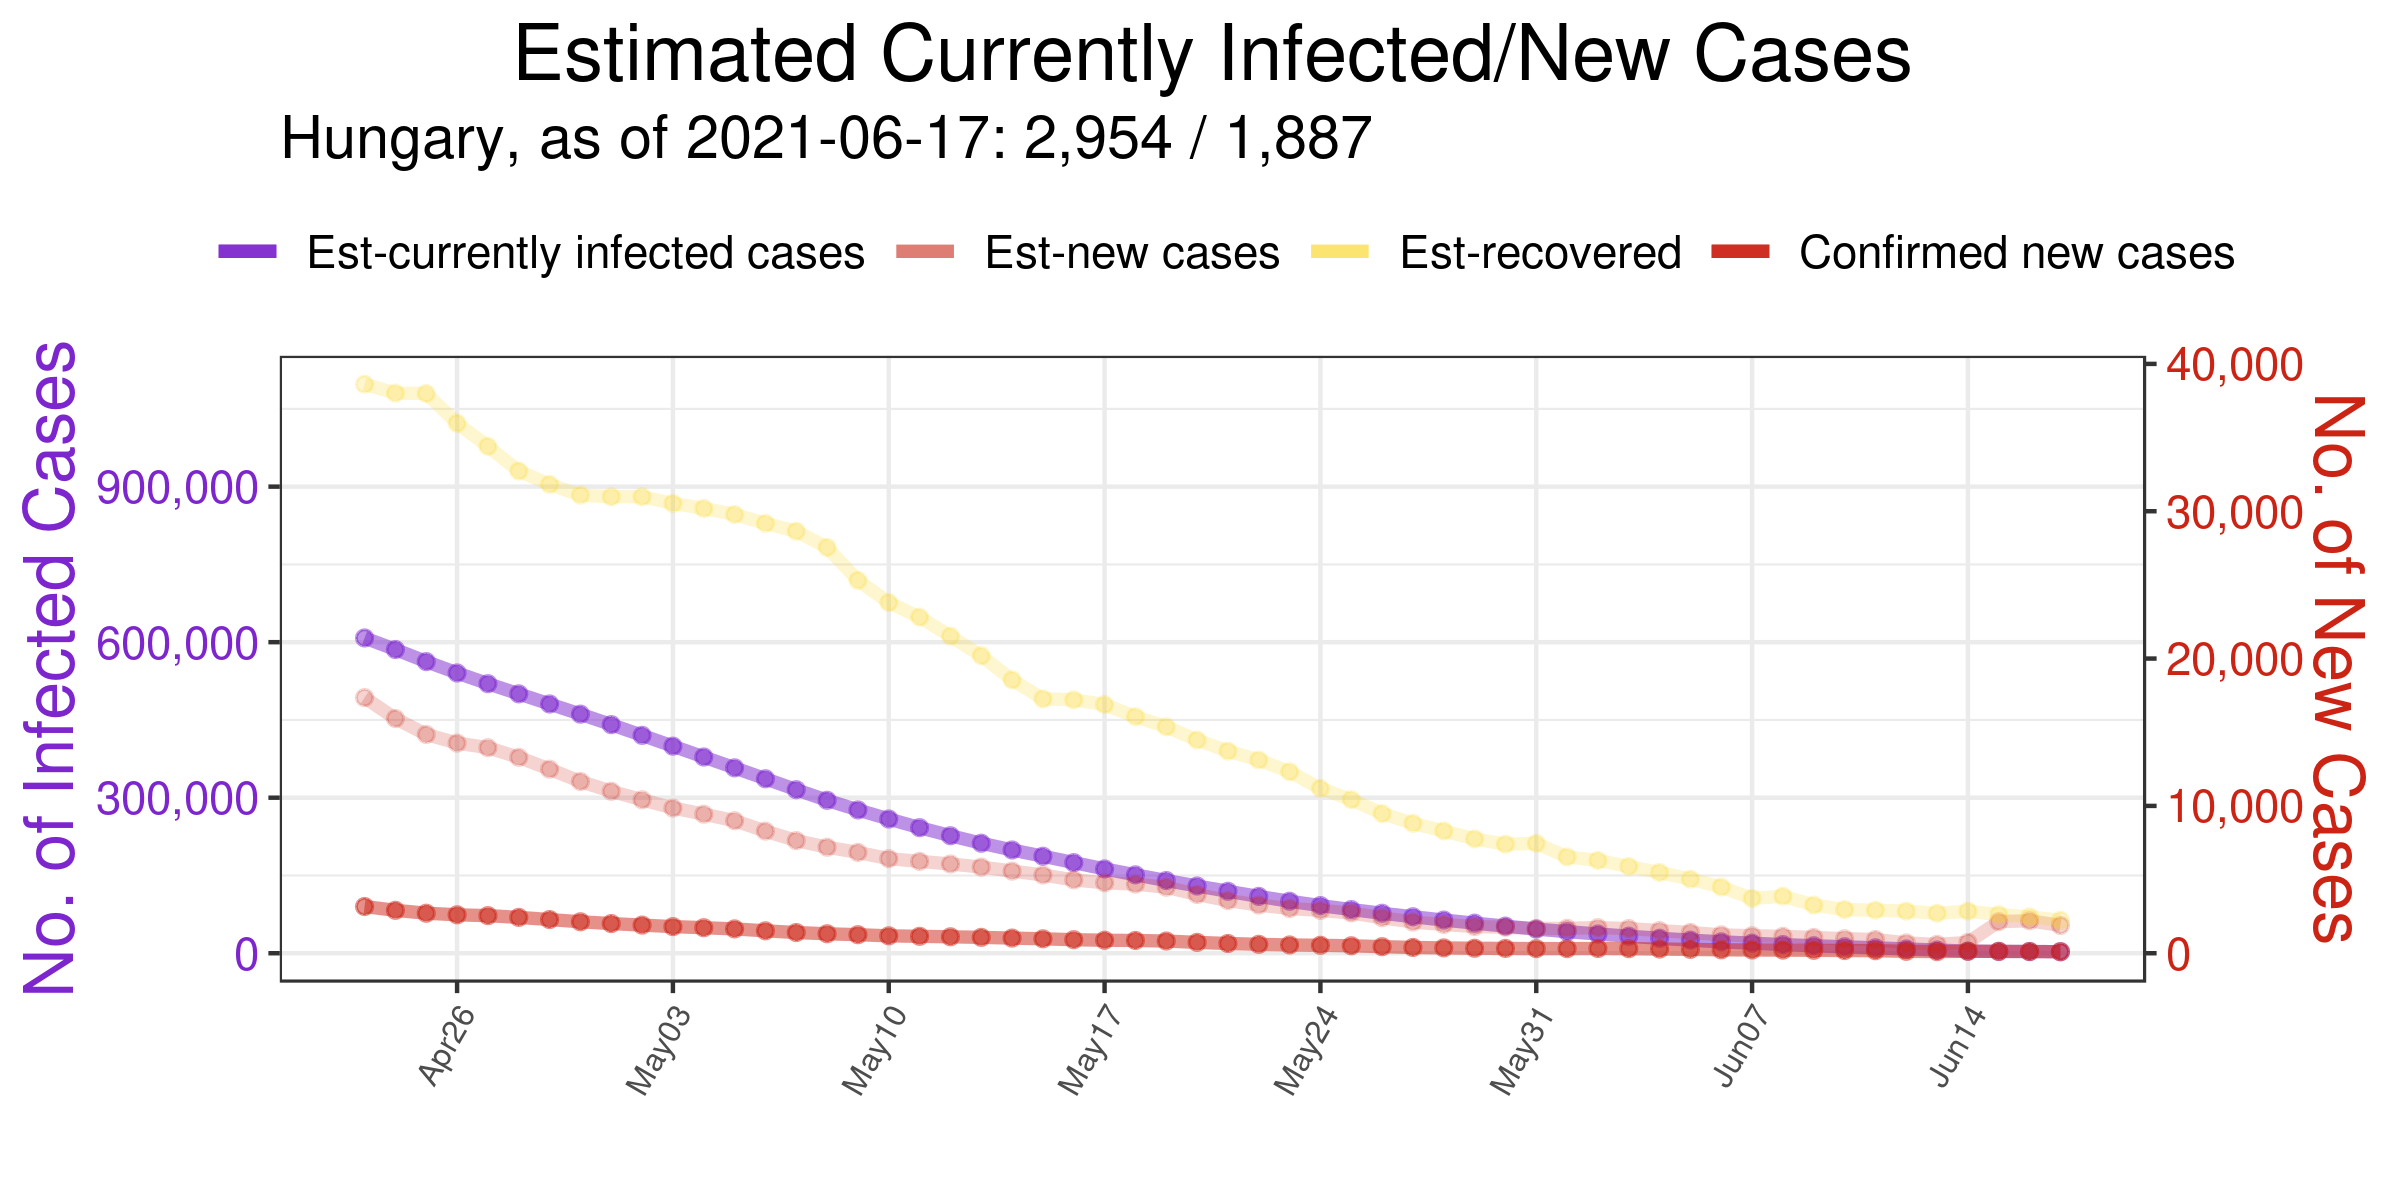 Estimated Currently Infected/New Cases
Hungary, as of 2021-06-17: 2,954 / 1,887
Est-currently infected cases
Est-new cases
Est-recovered
Confirmed new cases
No. of Infected Cases
900,000
600,000
300,000
0
40,000
30,000
20,000
10,000
0
No. of New Cases
Apr26
May03
May10
May17
May24
May31
Jun07
Jun14